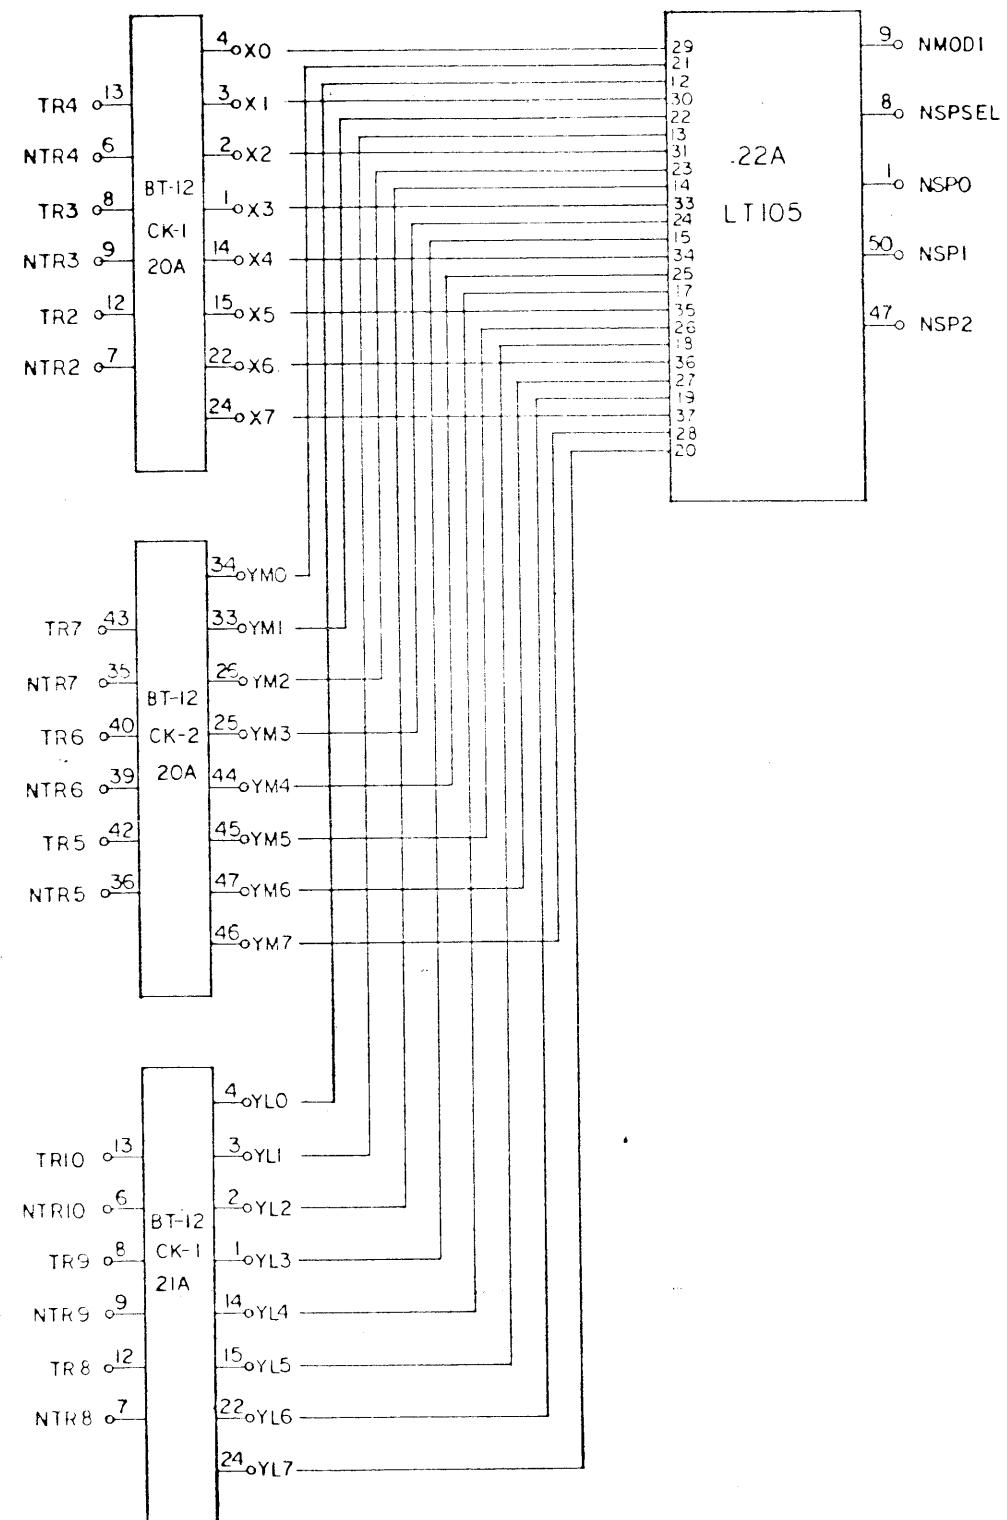 4 X0
TR4 13 3 X1
NTR4 6 2 X2
TR3 8 1 X3
NTR3 9 14 X4
TR2 12 15 X5
NTR2 7 22 X6
24 X7
BT-12
CK-1
20A
29
21
12
30
22
13
31
23
14
33
24
15
34
25
17
35
26
18
36
27
19
37
28
20
22A
LT105
9 NMOD1
8 NSPSEL
1 NSP0
50 NSP1
47 NSP2
34 YM0
TR7 43 33 YM1
NTR7 35 26 YM2
TR6 40 25 YM3
NTR6 39 44 YM4
TR5 42 45 YM5
NTR5 36 47 YM6
46 YM7
BT-12
CK-2
20A
4 YL0
TR10 13 3 YL1
NTR10 6 2 YL2
TR9 8 1 YL3
NTR9 9 14 YL4
TR8 12 15 YL5
NTR8 7 22 YL6
24 YL7
BT-12
CK-1
21A